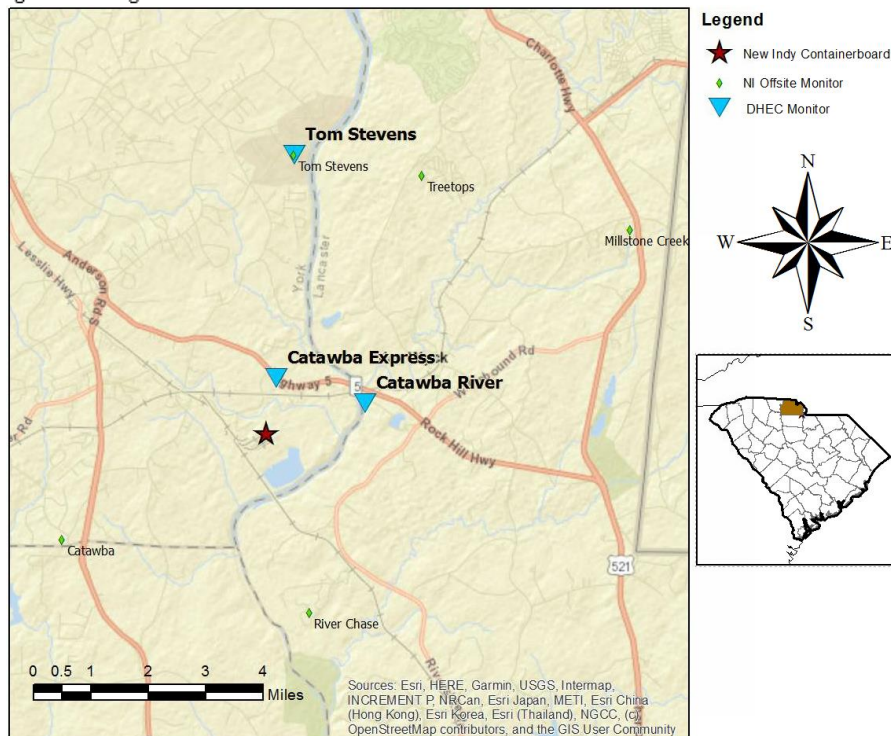 Legend
New Indy Containerboard
NI Offsite Monitor
DHEC Monitor
N
W
E
S
Charlotte Hwy
Tom Stevens
Tom Stevens
Treetops
Millstone Creek
Lesslie Hwy
Anderson Rd S
York
Lancaster
Catawba Express
Catawba River
5
Rock Hill Hwy
521
Catawba
River Chase
0 0.5 1 2 3 4
Miles
Sources: Esri, HERE, Garmin, USGS, Intermap,
INCREMENT P, NRCan, Esri Japan, METI, Esri China
(Hong Kong), Esri Korea, Esri (Thailand), NGCC, (c)
OpenStreetMap contributors, and the GIS User Community